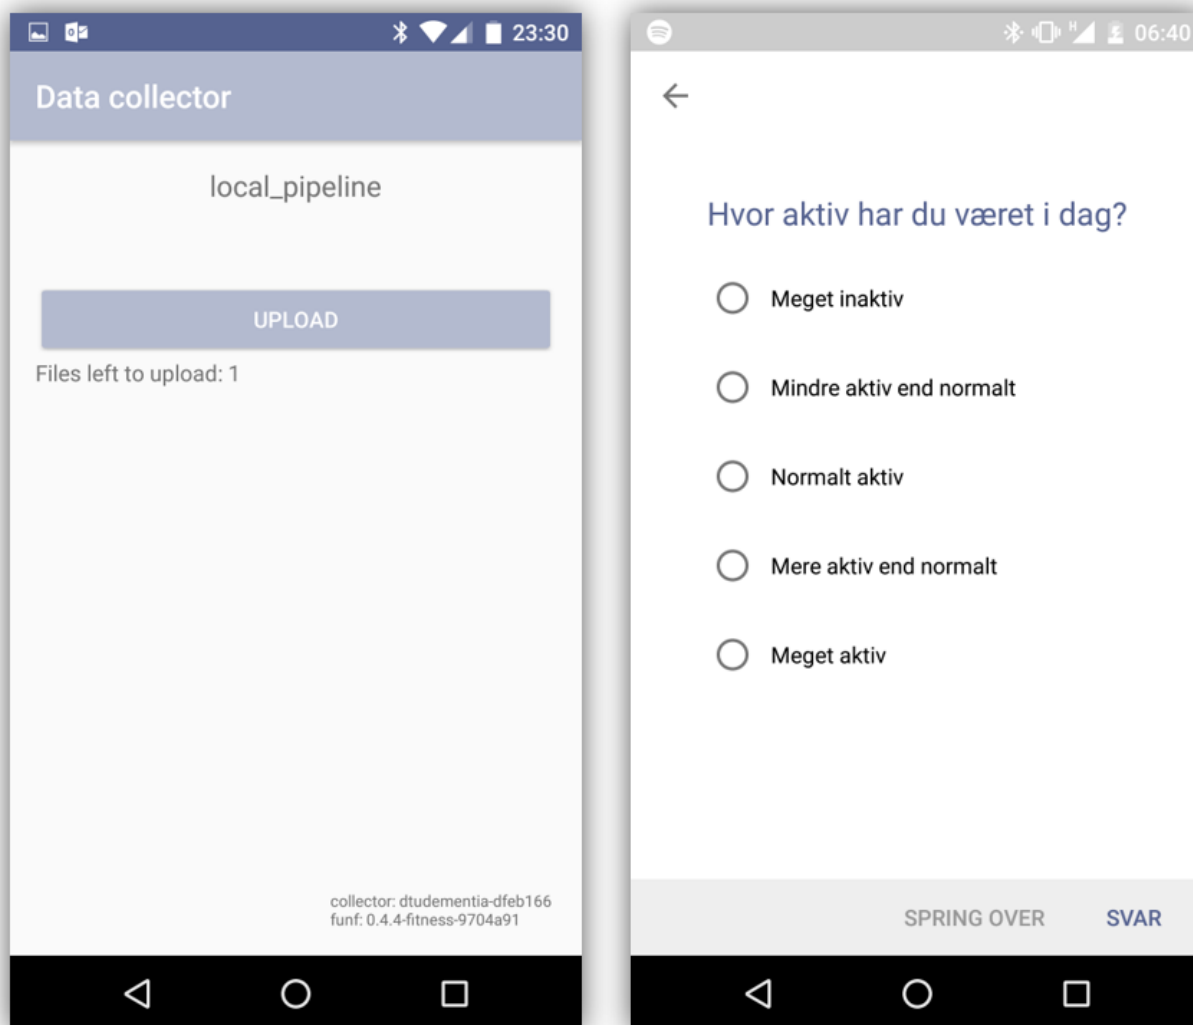 23:30
Data collector
local_pipeline
UPLOAD
Files left to upload: 1
collector: dtudementia-dfeb166
funf: 0.4.4-fitness-9704a91
H
06:40
Hvor aktiv har du været i dag?
Meget inaktiv
Mindre aktiv end normalt
Normalt aktiv
Mere aktiv end normalt
Meget aktiv
SPRING OVER
SVAR